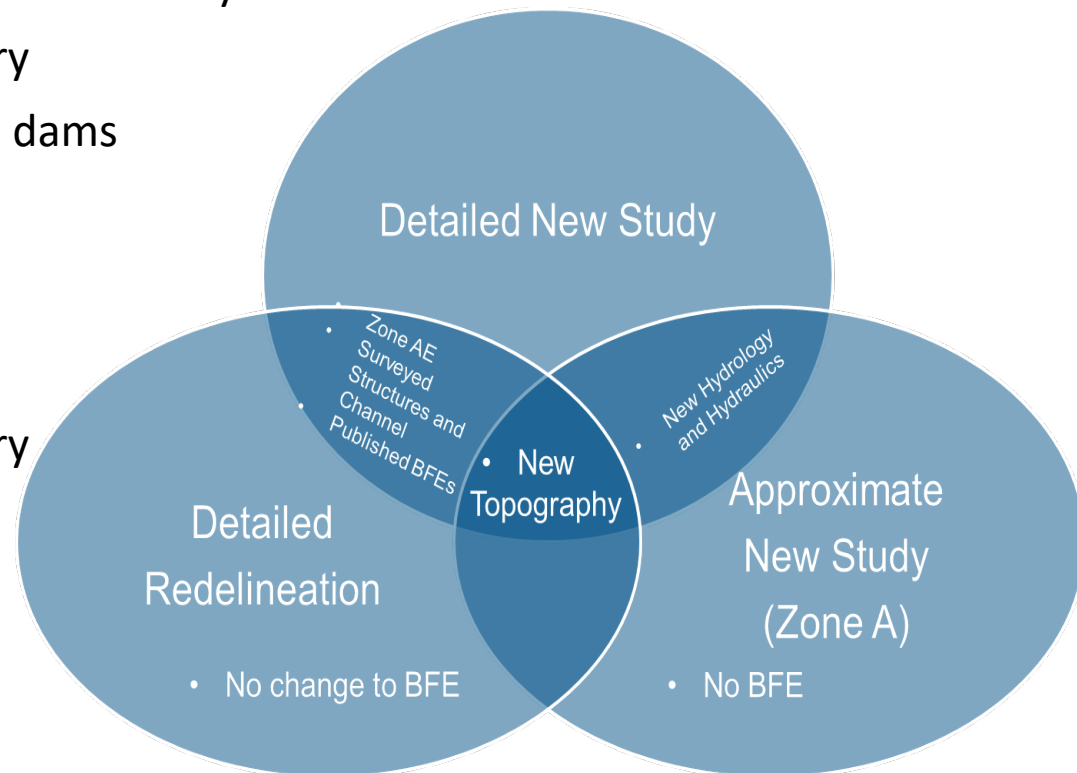 ry
dams
ry
Detailed New Study
• Zone AE
• Surveyed
Structures and
Channel
• Published BFEs
• New Hydrology
and Hydraulics
• New
Topography
Detailed
Redelineation
• No change to BFE
Approximate
New Study
(Zone A)
• No BFE